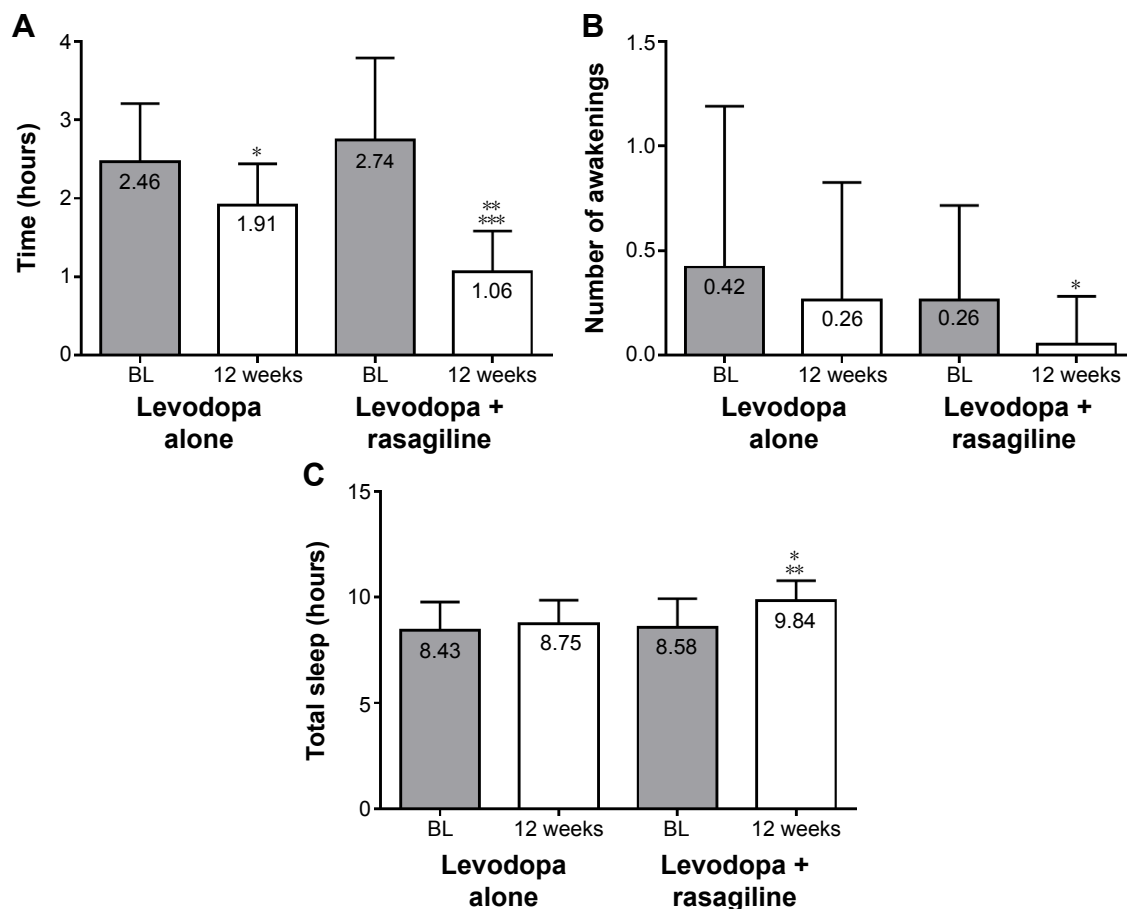 A
Time (hours)
4
3
2
1
0
2.46
*
1.91
2.74
**
***
1.06
BL
12 weeks
BL
12 weeks
Levodopa
alone
Levodopa +
rasagiline
B
Number of awakenings
1.5
1.0
0.5
0.0
0.42
0.26
0.26
*
BL
12 weeks
BL
12 weeks
Levodopa
alone
Levodopa +
rasagiline
C
Total sleep (hours)
15
10
5
0
8.43
8.75
8.58
*
**
9.84
BL
12 weeks
BL
12 weeks
Levodopa
alone
Levodopa +
rasagiline